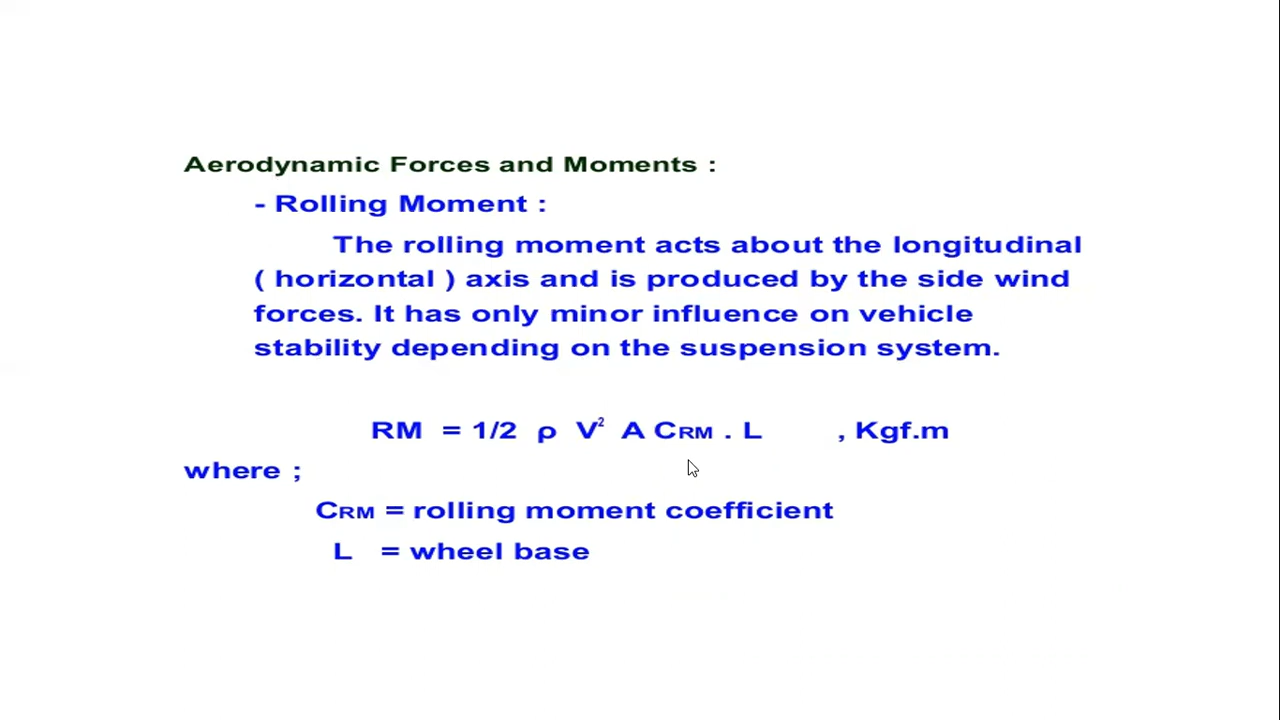 Aerodynamic Forces and Moments :
- Rolling Moment :
The rolling moment acts about the longitudinal
( horizontal ) axis and is produced by the side wind
forces. It has only minor influence on vehicle
stability depending on the suspension system.
RM = 1/2 ρ V² A CRM . L , Kgf.m
where ;
CRM = rolling moment coefficient
L = wheel base